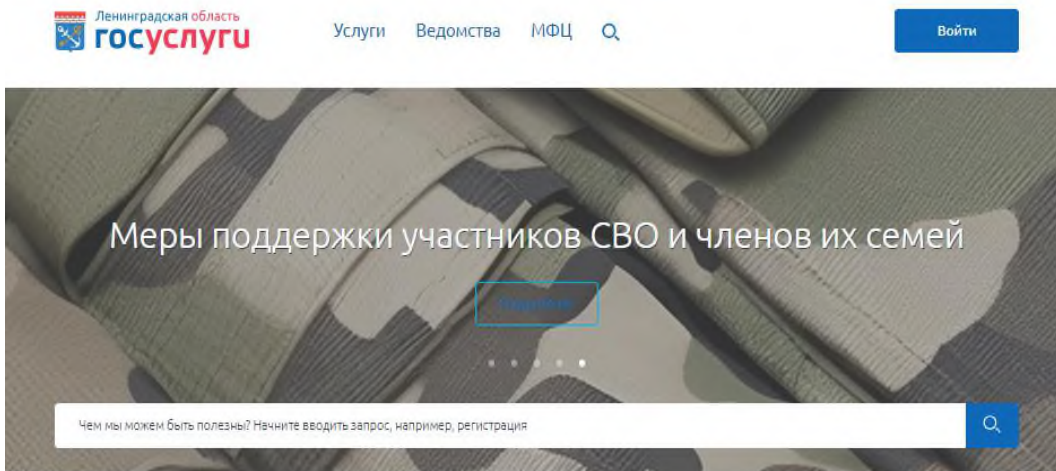 Ленинградская область
госуслуги
Услуги Ведомства МФЦ
Войти
Меры поддержки участников СВО и членов их семей
Чем мы можем быть полезны? Начните вводить запрос, например, регистрация